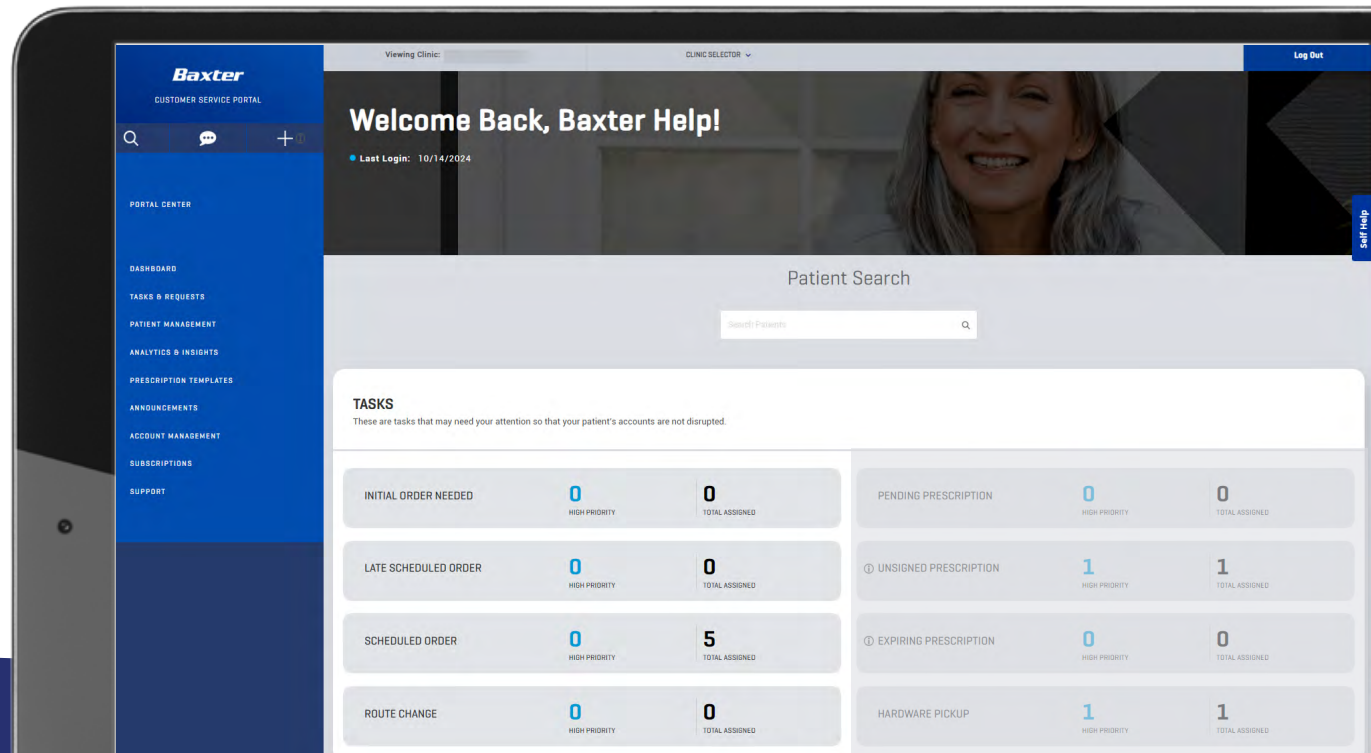 Viewing Clinic:
CLINIC SELECTOR
Log Out
Baxter
CUSTOMER SERVICE PORTAL
Welcome Back, Baxter Help!
Last Login: 10/14/2024
PORTAL CENTER
DASHBOARD
TASKS & REQUESTS
PATIENT MANAGEMENT
ANALYTICS & INSIGHTS
PRESCRIPTION TEMPLATES
ANNOUNCEMENTS
ACCOUNT MANAGEMENT
SUBSCRIPTIONS
SUPPORT
Self Help
Patient Search
Search Patients
TASKS
These are tasks that may need your attention so that your patient's accounts are not disrupted.
INITIAL ORDER NEEDED
0
HIGH PRIORITY
0
TOTAL ASSIGNED
PENDING PRESCRIPTION
0
HIGH PRIORITY
0
TOTAL ASSIGNED
LATE SCHEDULED ORDER
0
HIGH PRIORITY
0
TOTAL ASSIGNED
UNSIGNED PRESCRIPTION
1
HIGH PRIORITY
1
TOTAL ASSIGNED
SCHEDULED ORDER
0
HIGH PRIORITY
5
TOTAL ASSIGNED
EXPIRING PRESCRIPTION
0
HIGH PRIORITY
0
TOTAL ASSIGNED
ROUTE CHANGE
0
HIGH PRIORITY
0
TOTAL ASSIGNED
HARDWARE PICKUP
1
HIGH PRIORITY
1
TOTAL ASSIGNED